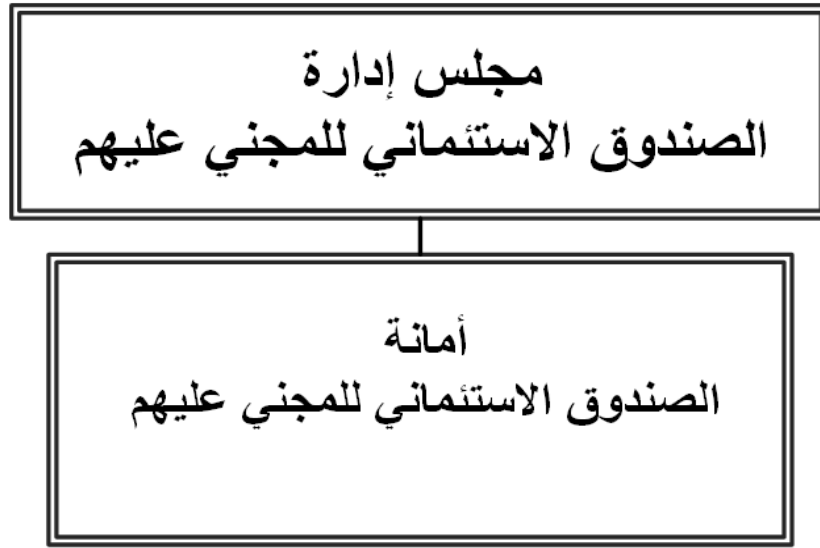 مجلس إدارة
الصندوق الاستئماني للمجني عليهم
أمانة
الصندوق الاستئماني للمجني عليهم